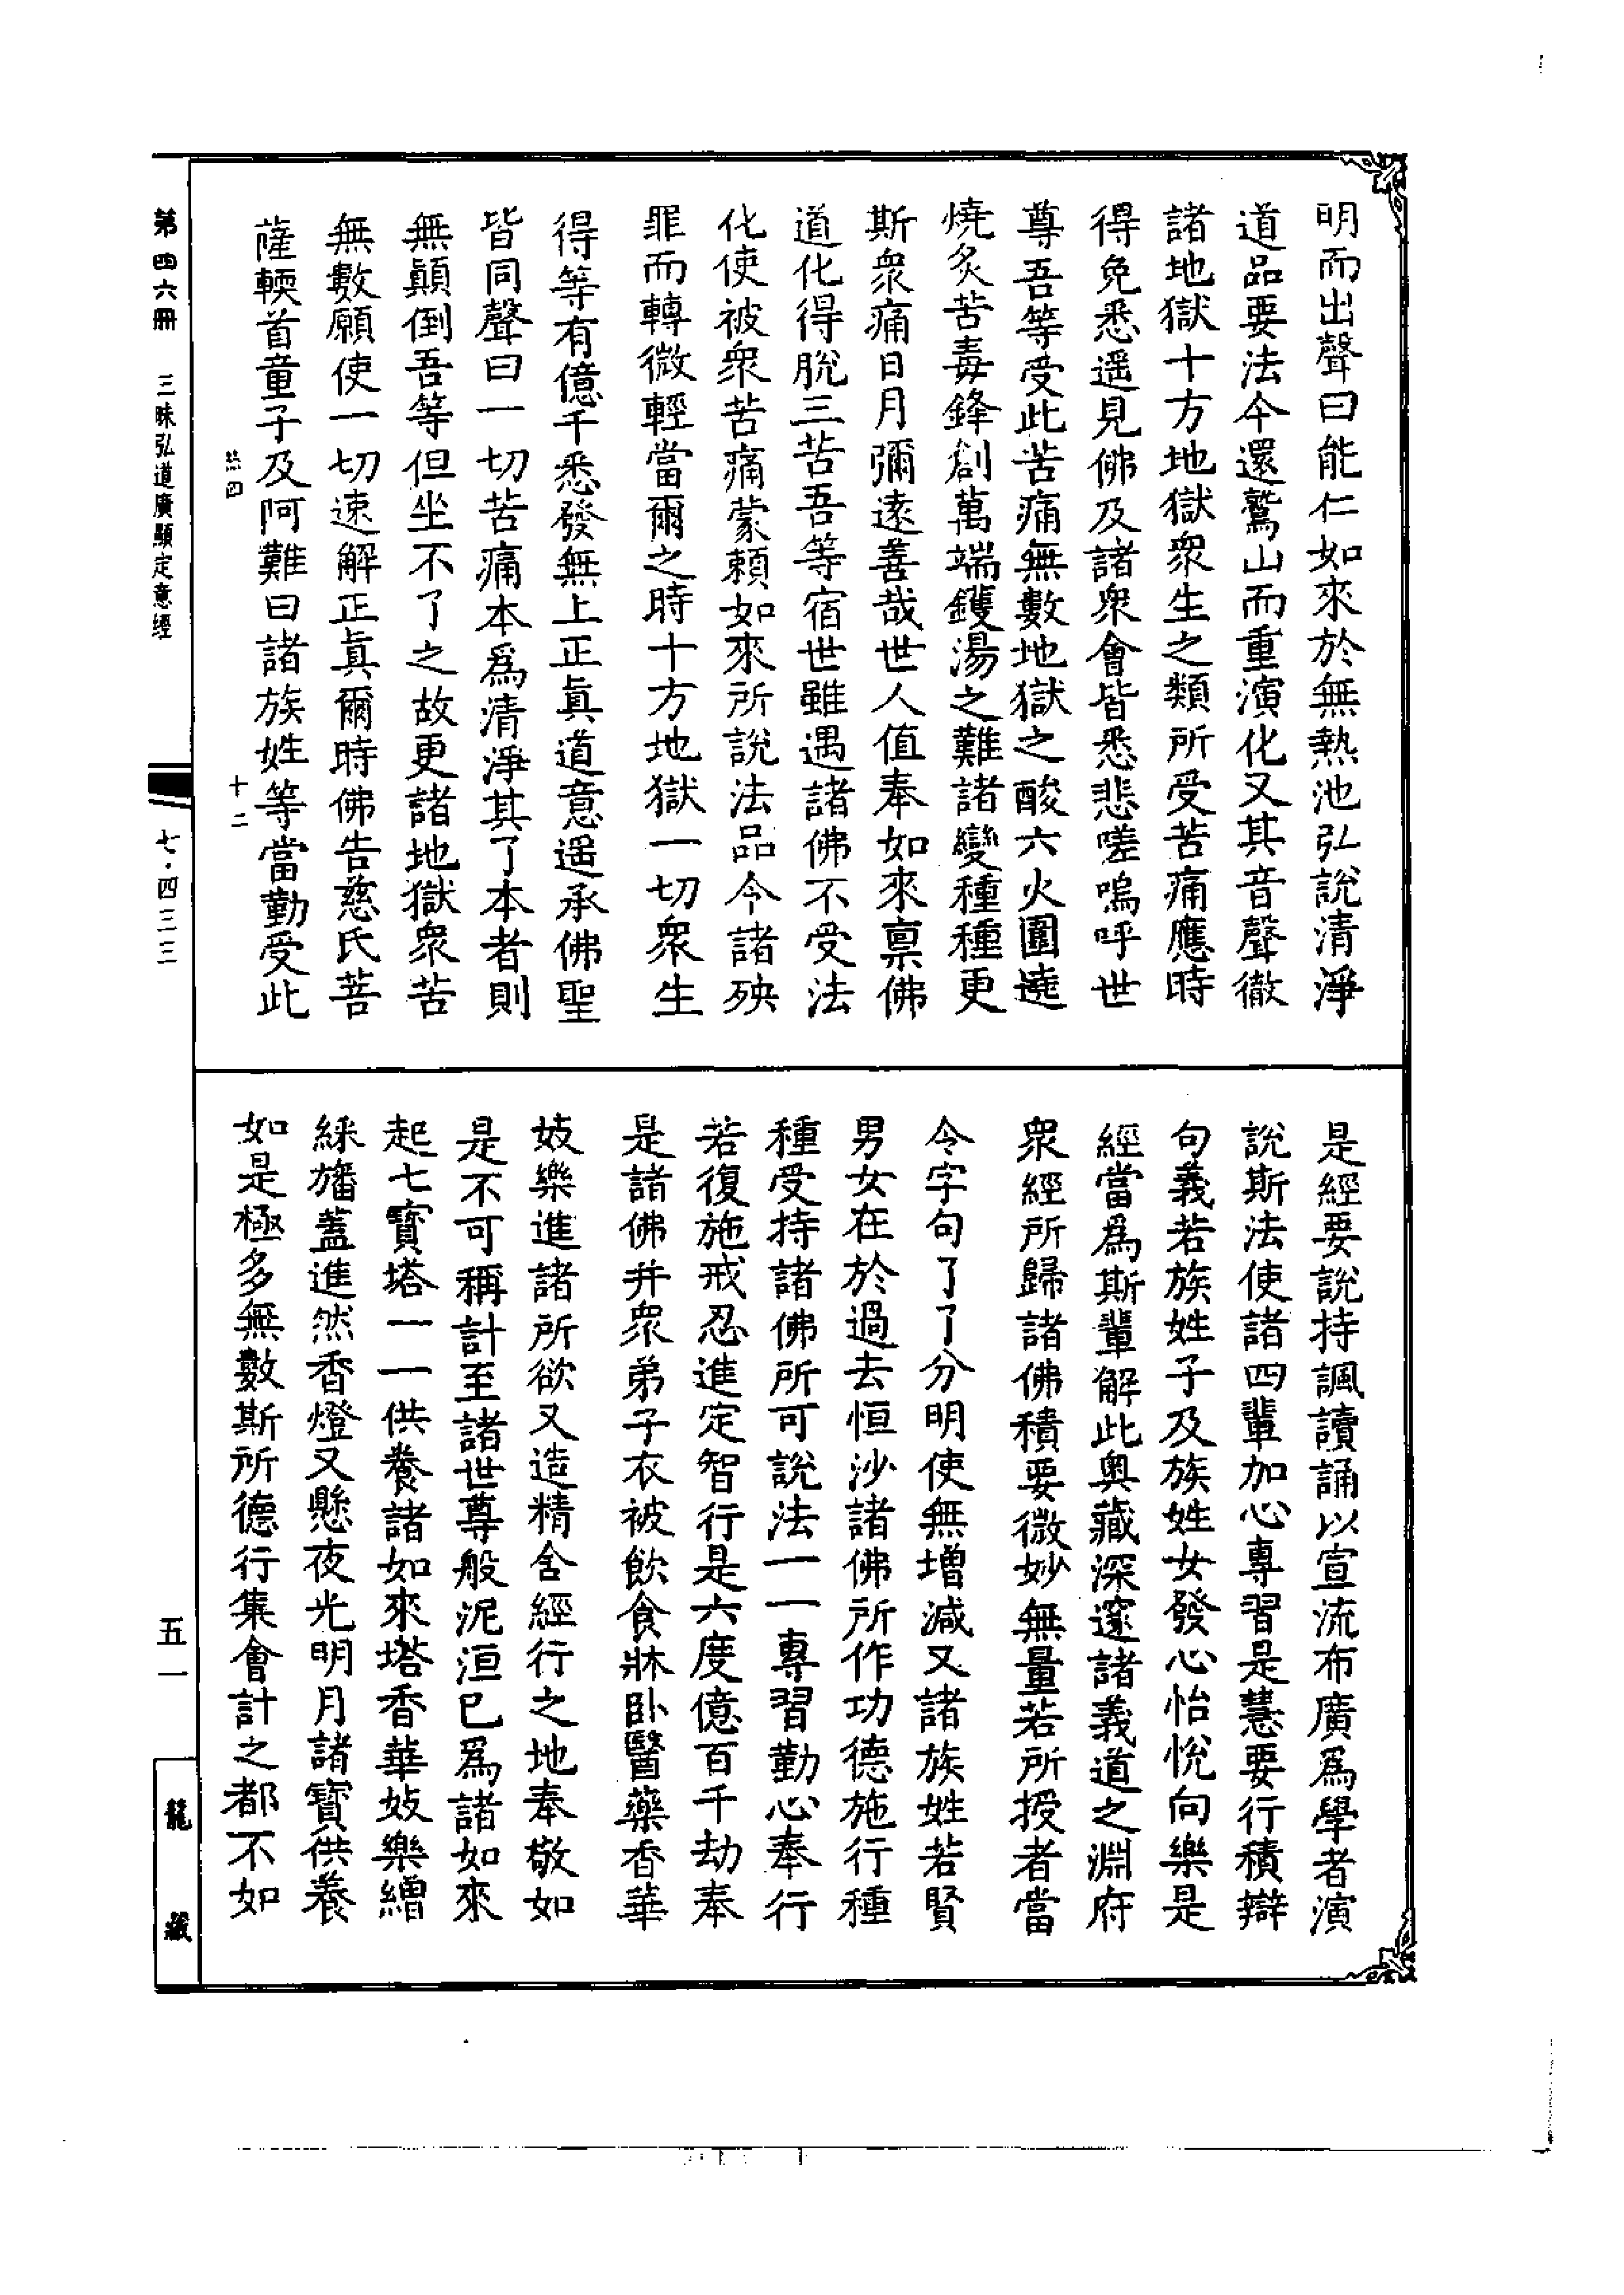 明而出聲曰能仁如來於無熱池弘說清淨
道品要法今還鷲山而重演化又其音聲徹
諸地獄十方地獄衆生之類所受苦痛應時
得免悉遥見佛及諸衆會皆悉悲嗟嗚呼世
尊吾等受此苦痛無數地獄之酸六火圍遶
燒炙苦毒鋒創萬端鑊湯之難諸變種種更
斯衆痛日月彌遠善哉世人值奉如來禀佛
道化得脫三苦吾等宿世雖遇諸佛不受法
化使被衆苦痛蒙頼如來所說法品今諸殃
罪而轉微輕當爾之時十方地獄一切衆生
得等有億千悉發無上正眞道意遥承佛聖
皆同聲曰一切苦痛本爲清淨其了本者則
無顚倒吾等但坐不了之故更諸地獄衆苦
無數願使一切速解正眞爾時佛告慈氏菩
薩輭首童子及阿難曰諸族姓等當勤受此
是經要說持諷讀誦以宣流布廣爲學者演
說斯法使諸四輩加心專習是慧要行積辯
句義若族姓子及族姓女發心怡悅向樂是
經當爲斯輩解此奥藏深邃諸義道之淵府
衆經所歸諸佛積要微妙無量若所授者當
令字句了了分明使無增減又諸族姓若賢
男女在於過去恒沙諸佛所作功德施行種
種受持諸佛所可說法一一專習勤心奉行
若復施戒忍進定智行是六度億百千劫奉
是諸佛并衆弟子衣被飲食牀卧醫藥香華
妓樂進諸所欲又造精舍經行之地奉敬如
是不可稱計至諸世尊般泥洹已爲諸如來
起七寶塔一一供養諸如來塔香華妓樂繒
綵旛蓋進然香燈又懸夜光明月諸寶供養
如是極多無數斯所德行集會計之都不如
第四六冊 三昧弘道廣顯定意經
七·四三三
五一
龍藏
四
十二